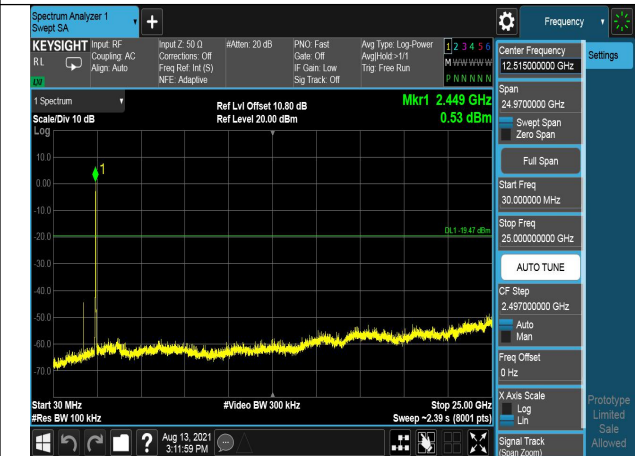 Spectrum Analyzer 1
Swept SA
+
Frequency
KEYSIGHT
RL
Input: RF
Coupling: AC
Align: Auto
Input Z: 50 Ω
Corrections: Off
Freq Ref: Int (S)
NFE: Adaptive
#Atten: 20 dB
PNO: Fast
Gate: Off
IF Gain: Low
Sig Track: Off
Avg Type: Log-Power
Avg|Hold:>1/1
Trig: Free Run
1 2 3 4 5 6
M W W W W W
P N N N N N
1 Spectrum
Scale/Div 10 dB
Log
Ref Lvl Offset 10.80 dB
Ref Level 20.00 dBm
Mkr1 2.449 GHz
0.53 dBm
10.0
0.00
-10.0
-20.0
-30.0
-40.0
-50.0
-60.0
-70.0
1
DL1 -19.47 dBm
Start 30 MHz
#Res BW 100 kHz
#Video BW 300 kHz
Stop 25.00 GHz
Sweep ~2.39 s (8001 pts)
Center Frequency
12.515000000 GHz
Settings
Span
24.9700000 GHz
Swept Span
Zero Span
Full Span
Start Freq
30.000000 MHz
Stop Freq
25.000000000 GHz
AUTO TUNE
CF Step
2.497000000 GHz
Auto
Man
Freq Offset
0 Hz
X Axis Scale
Log
Lin
Signal Track
(Span Zoom)
Prototype
Limited
Sale
Allowed
?
Aug 13, 2021
3:11:59 PM